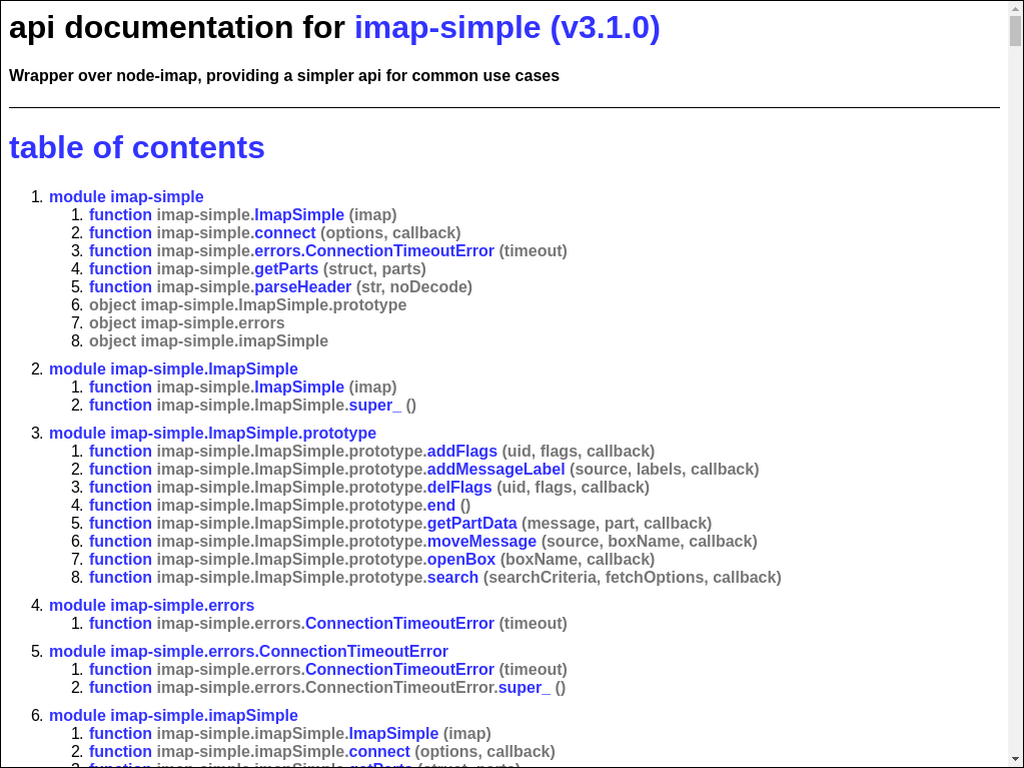 api documentation for imap-simple (v3.1.0)
Wrapper over node-imap, providing a simpler api for common use cases
table of contents
1. module imap-simple
1. function imap-simple.ImapSimple (imap)
2. function imap-simple.connect (options, callback)
3. function imap-simple.errors.ConnectionTimeoutError (timeout)
4. function imap-simple.getParts (struct, parts)
5. function imap-simple.parseHeader (str, noDecode)
6. object imap-simple.ImapSimple.prototype
7. object imap-simple.errors
8. object imap-simple.imapSimple
2. module imap-simple.ImapSimple
1. function imap-simple.ImapSimple (imap)
2. function imap-simple.ImapSimple.super_ ()
3. module imap-simple.ImapSimple.prototype
1. function imap-simple.ImapSimple.prototype.addFlags (uid, flags, callback)
2. function imap-simple.ImapSimple.prototype.addMessageLabel (source, labels, callback)
3. function imap-simple.ImapSimple.prototype.delFlags (uid, flags, callback)
4. function imap-simple.ImapSimple.prototype.end ()
5. function imap-simple.ImapSimple.prototype.getPartData (message, part, callback)
6. function imap-simple.ImapSimple.prototype.moveMessage (source, boxName, callback)
7. function imap-simple.ImapSimple.prototype.openBox (boxName, callback)
8. function imap-simple.ImapSimple.prototype.search (searchCriteria, fetchOptions, callback)
4. module imap-simple.errors
1. function imap-simple.errors.ConnectionTimeoutError (timeout)
5. module imap-simple.errors.ConnectionTimeoutError
1. function imap-simple.errors.ConnectionTimeoutError (timeout)
2. function imap-simple.errors.ConnectionTimeoutError.super_ ()
6. module imap-simple.imapSimple
1. function imap-simple.imapSimple.ImapSimple (imap)
2. function imap-simple.imapSimple.connect (options, callback)
3. function imap-simple.imapSimple.getParts (struct, parts)